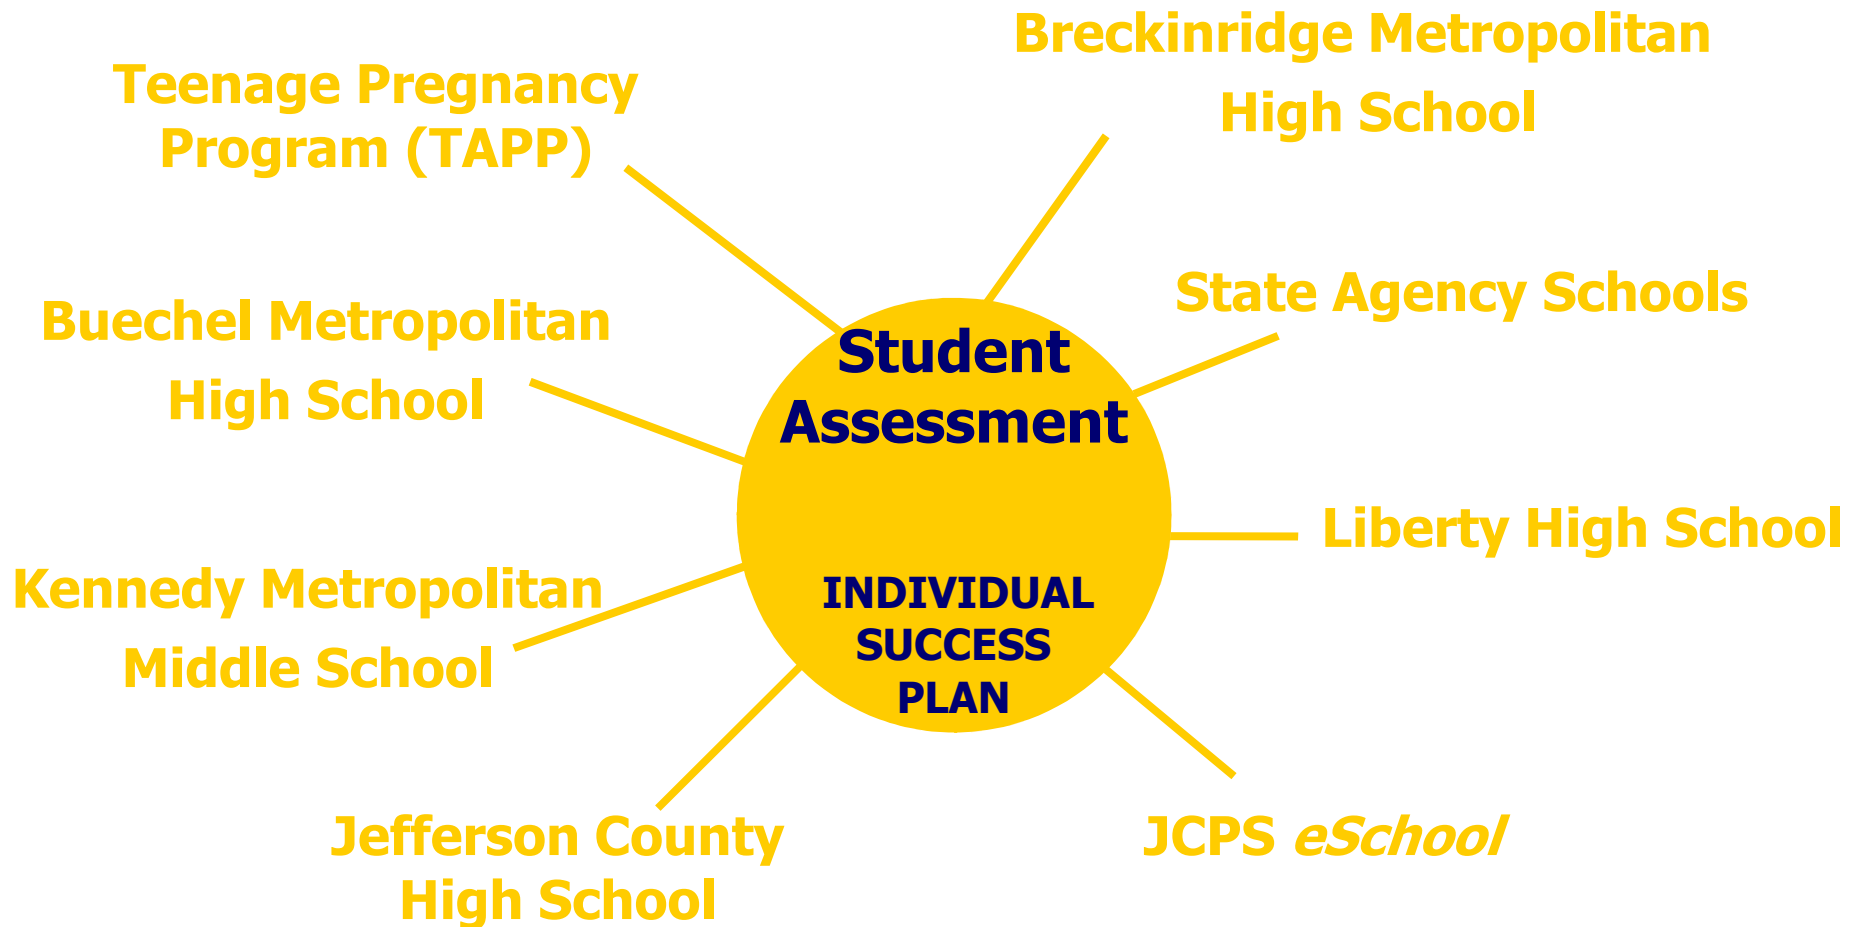 Breckinridge Metropolitan
High School
Teenage Pregnancy
Program (TAPP)
State Agency Schools
Buechel Metropolitan
High School
Student
Assessment
Liberty High School
Kennedy Metropolitan
Middle School
INDIVIDUAL
SUCCESS
PLAN
Jefferson County
High School
JCPS eSchool